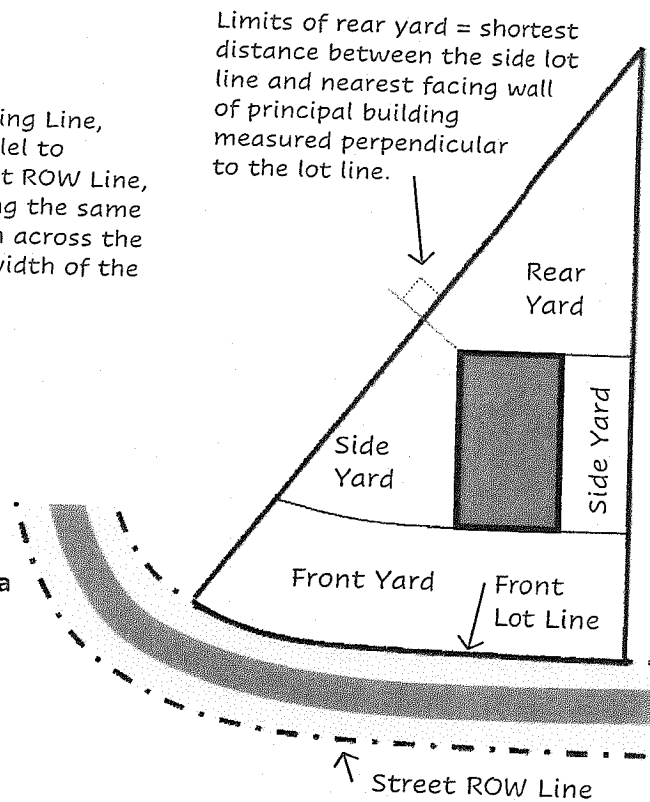 Limits of rear yard = shortest
distance between the side lot
line and nearest facing wall
of principal building
measured perpendicular
to the lot line.
ing Line,
lel to
t ROW Line,
g the same
across the
width of the
Rear
Yard
Side Yard
Side
Yard
Front Yard
Front
Lot Line
a
Street ROW Line